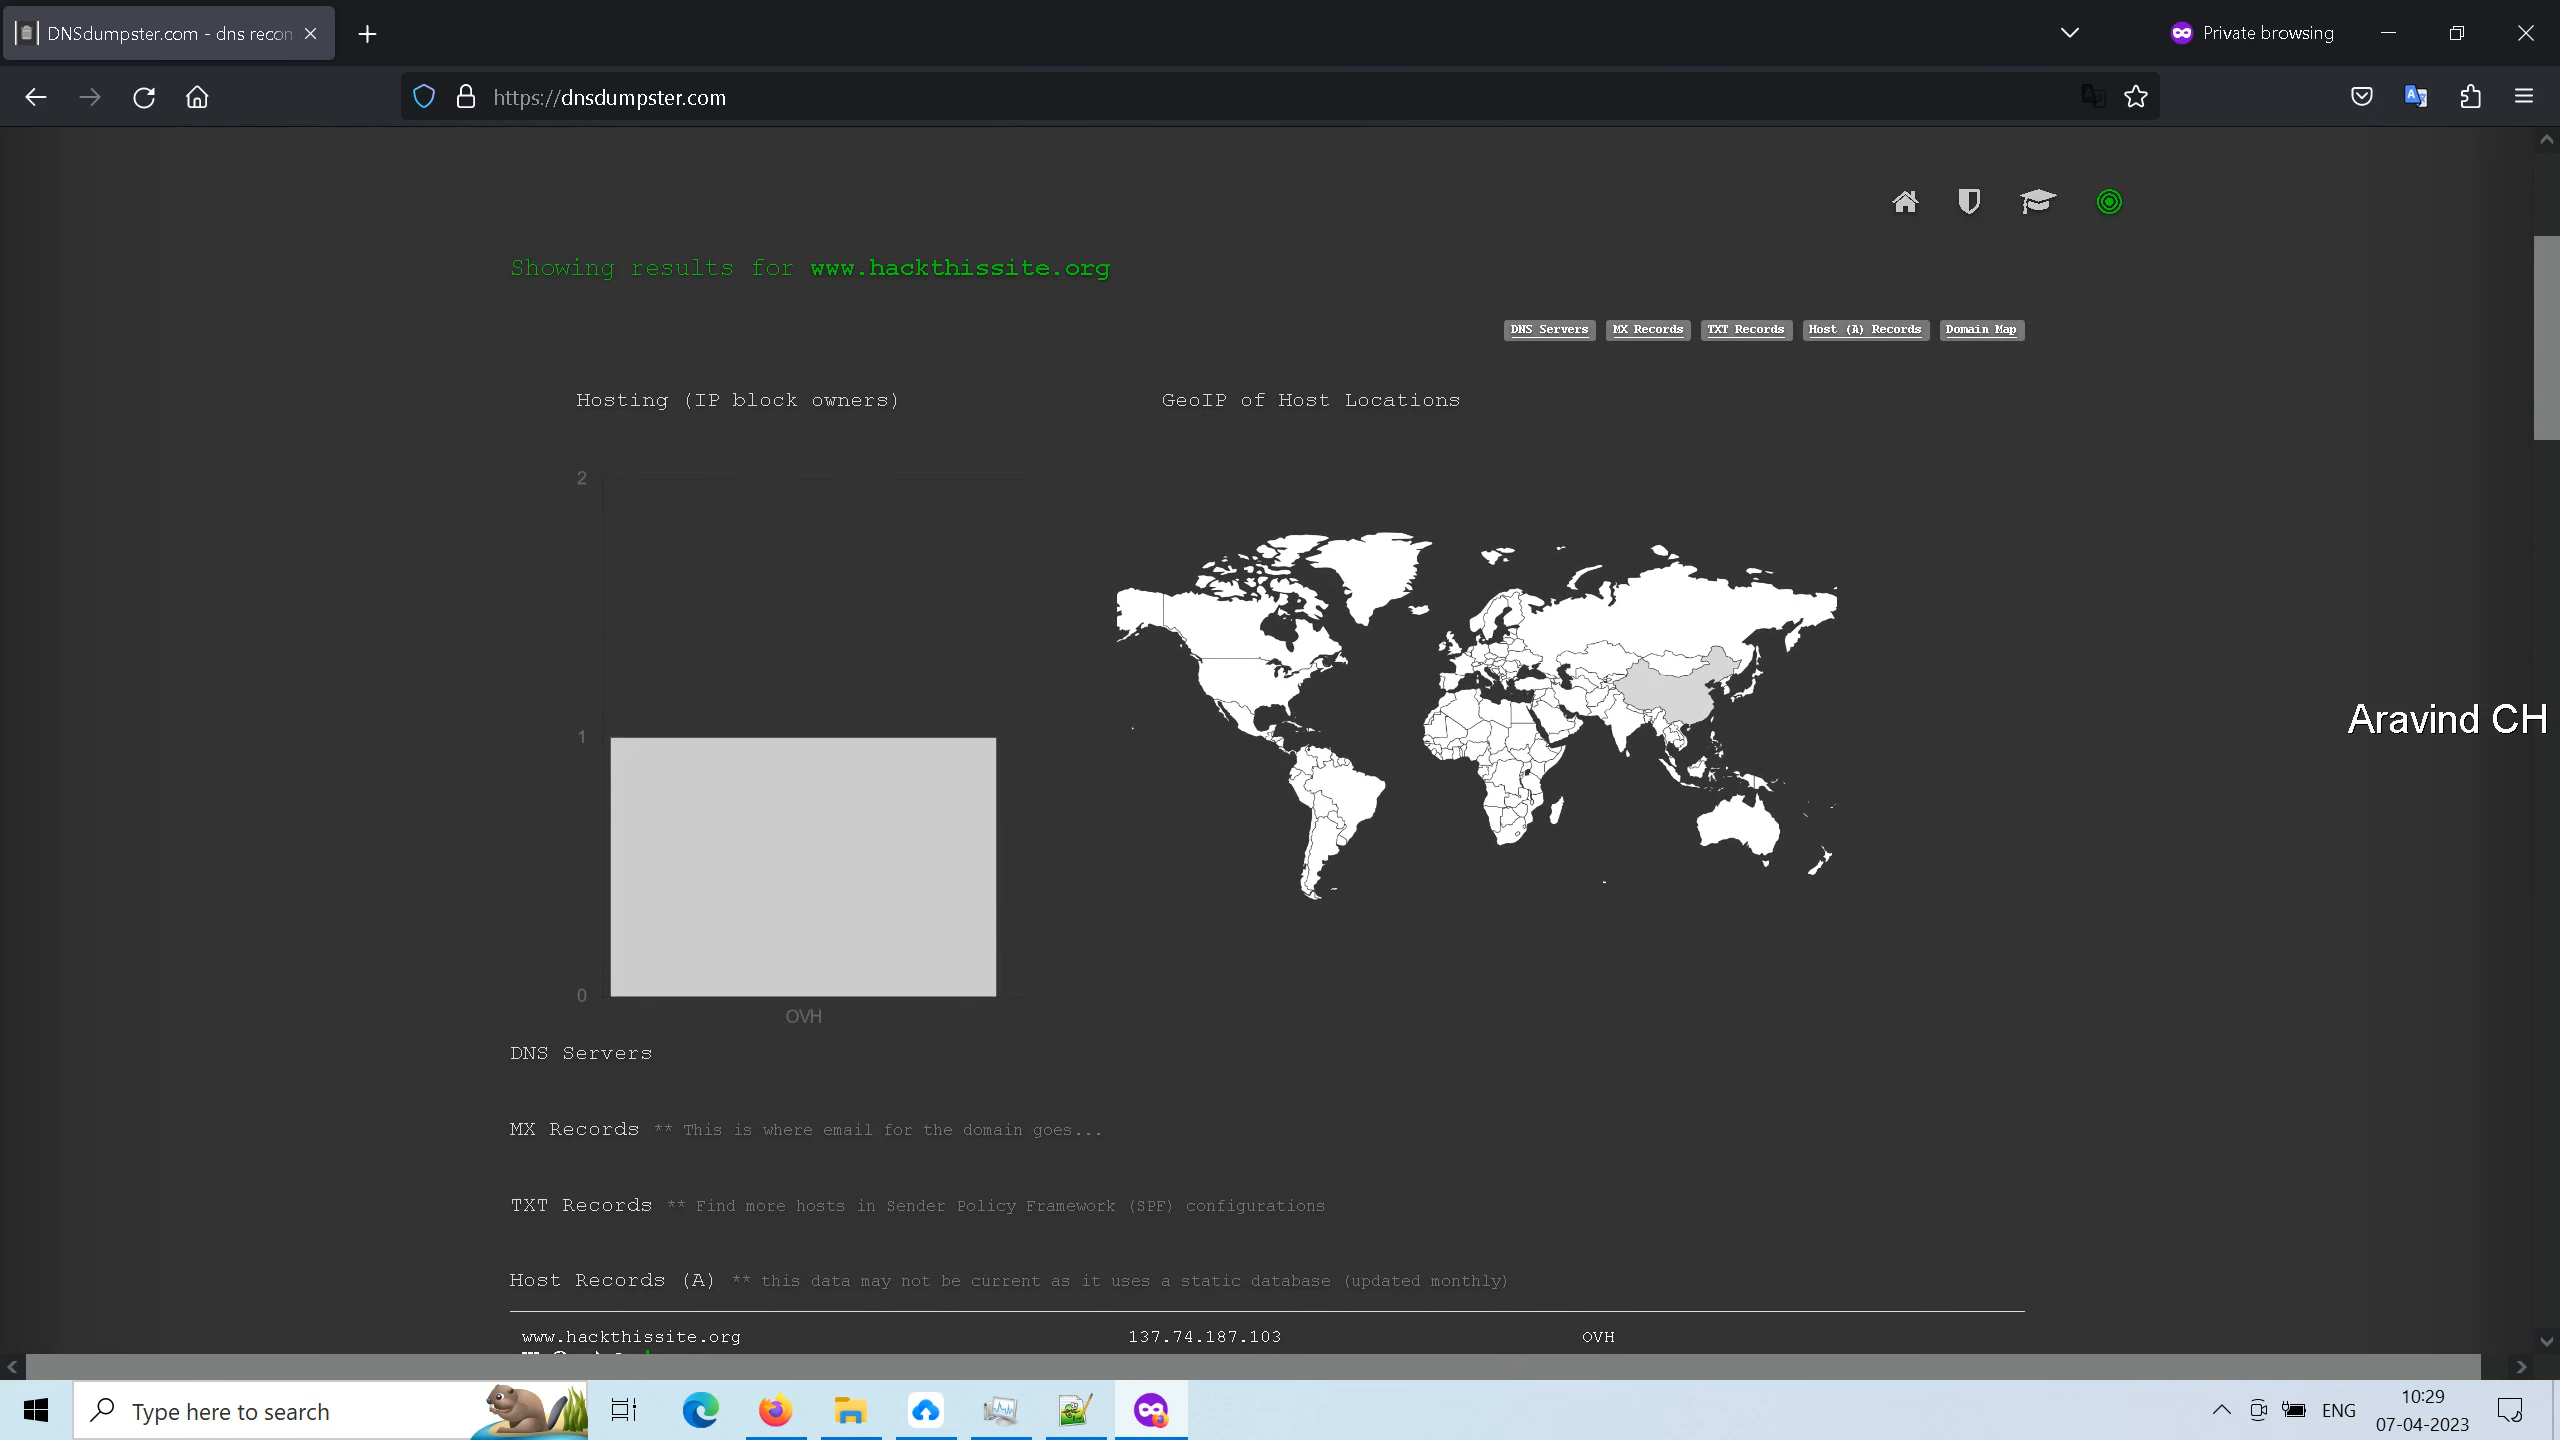 DNSdumpster.com - dns recon
Private browsing
https://dnsdumpster.com
Showing results for www.hackthissite.org
DNS Servers MX Records TXT Records Host (A) Records Domain Map
Hosting (IP block owners) GeoIP of Host Locations
2
1
0
OVH
Aravind CH
DNS Servers
MX Records ** This is where email for the domain goes...
TXT Records ** Find more hosts in Sender Policy Framework (SPF) configurations
Host Records (A) ** this data may not be current as it uses a static database (updated monthly)
www.hackthissite.org 137.74.187.103 OVH
Type here to search
ENG
10:29
07-04-2023